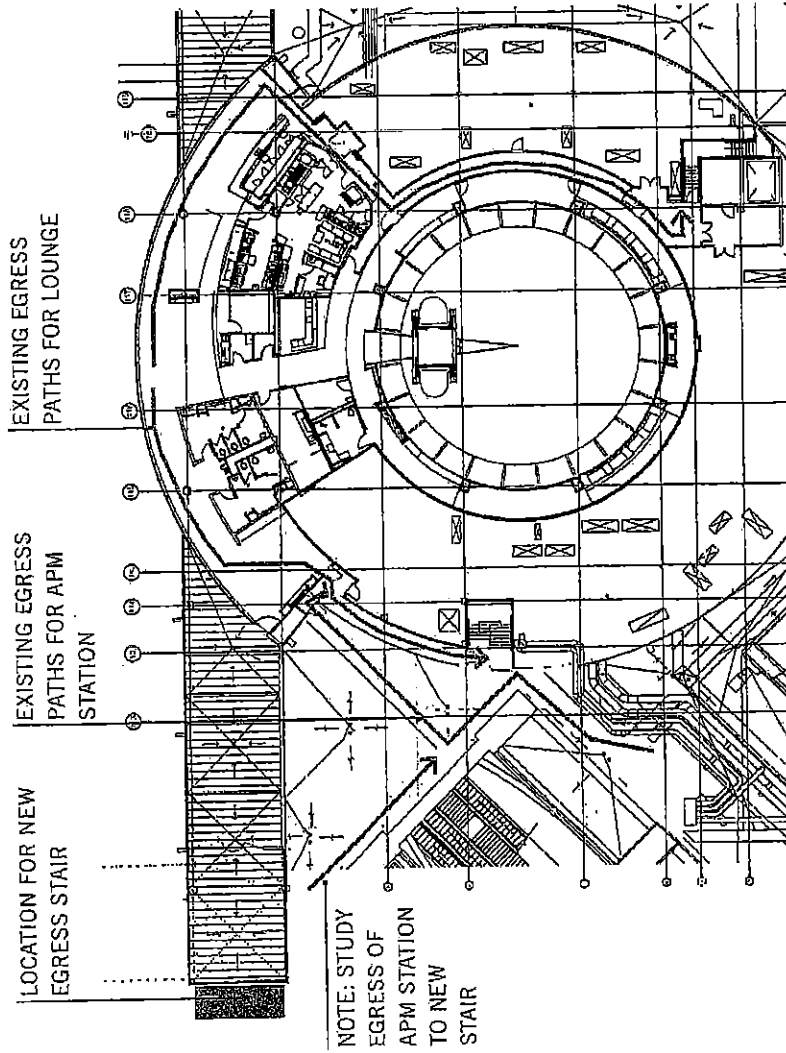 LOCATION FOR NEW
EGRESS STAIR
EXISTING EGRESS
PATHS FOR APM
STATION
EXISTING EGRESS
PATHS FOR LOUNGE
NOTE: STUDY
EGRESS OF
APM STATION
TO NEW
STAIR